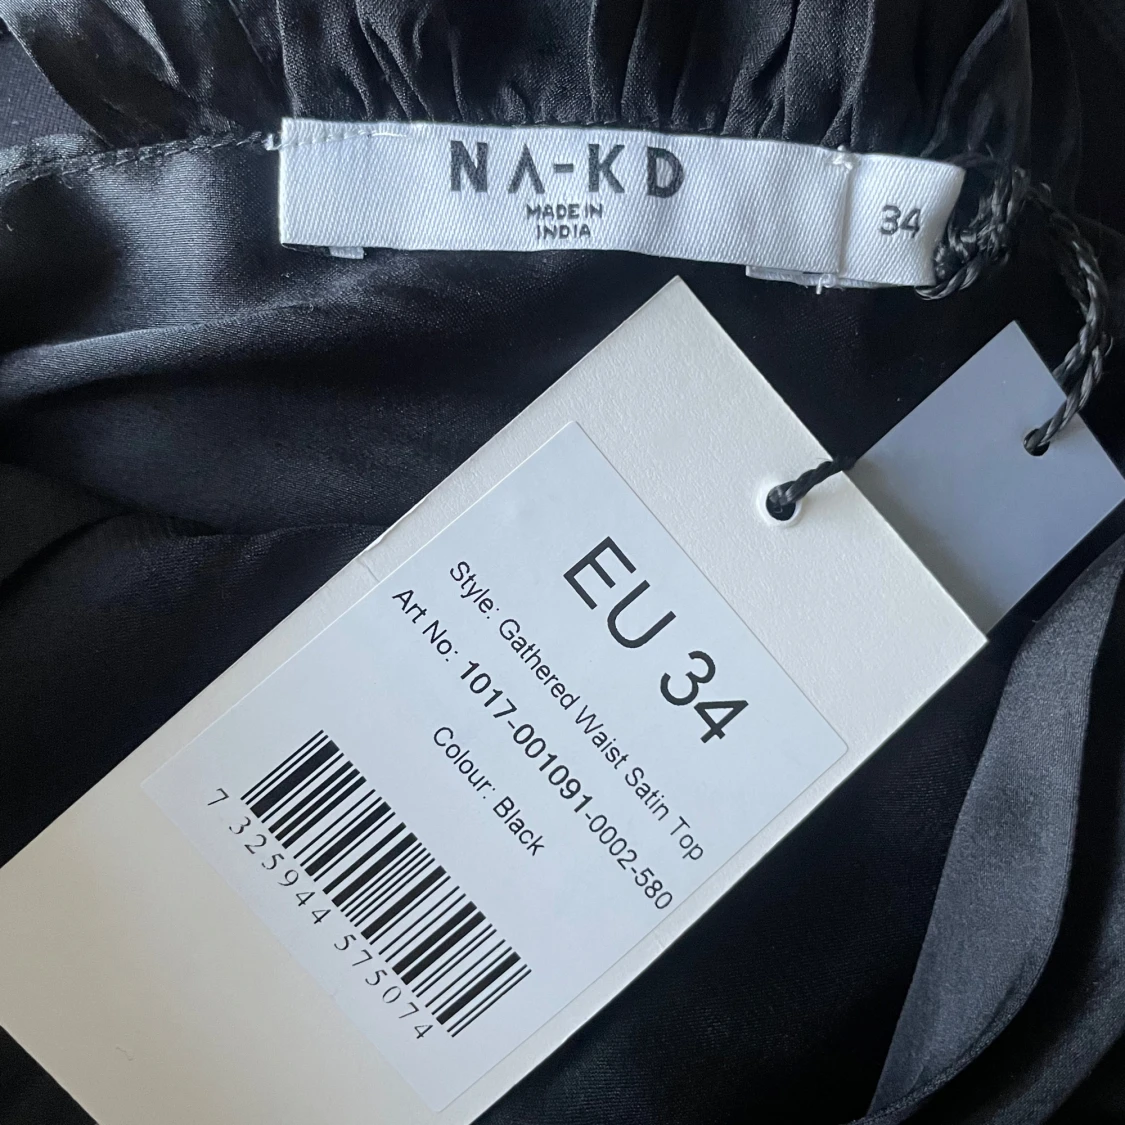 NA-KD
MADE IN
INDIA
34
EU 34
Style: Gathered Waist Satin Top
Art No: 1017-001091-0002-580
Colour: Black
7 325944 575074